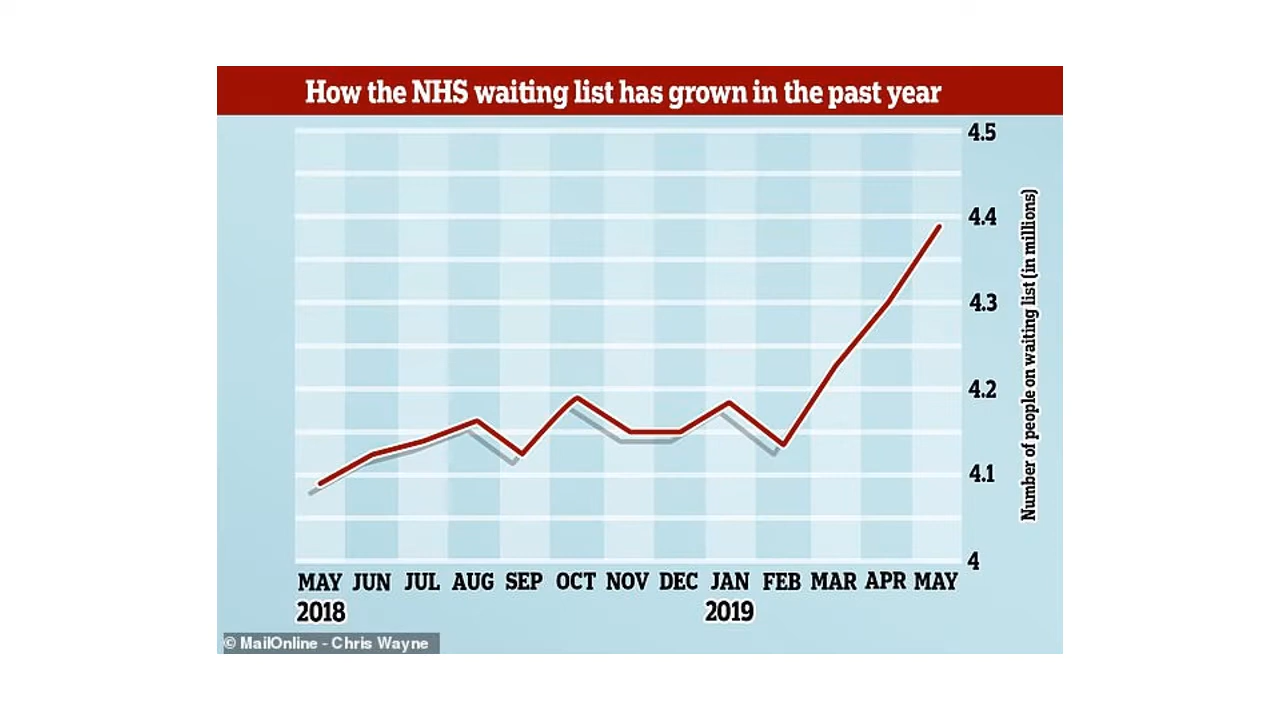 How the NHS waiting list has grown in the past year
4.5
4.4
4.3
4.2
4.1
4
Number of people on waiting list (in millions)
MAY JUN JUL AUG SEP OCT NOV DEC JAN FEB MAR APR MAY
2018 2019
© MailOnline - Chris Wayne